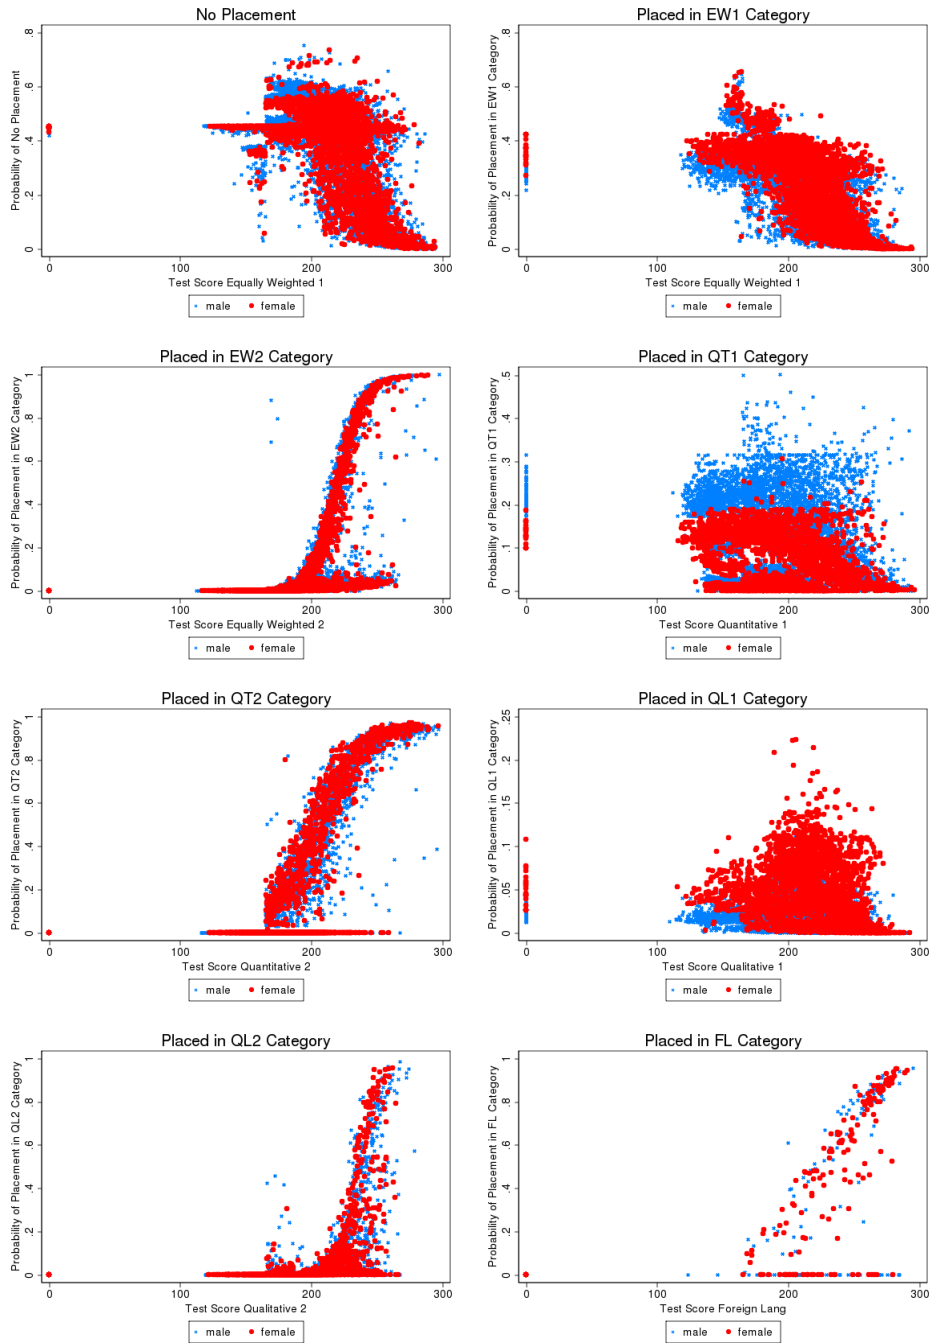 No Placement
Probability of No Placement
0 .2 .4 .6 .8
0 100 200 300
Test Score Equally Weighted 1
male female
Placed in EW1 Category
Probability of Placement in EW1 Category
0 .2 .4 .6 .8
0 100 200 300
Test Score Equally Weighted 1
male female
Placed in EW2 Category
Probability of Placement in EW2 Category
0 .2 .4 .6 .8 1
0 100 200 300
Test Score Equally Weighted 2
male female
Placed in QT1 Category
Probability of Placement in QT1 Category
0 .1 .2 .3 .4 .5
0 100 200 300
Test Score Quantitative 1
male female
Placed in QT2 Category
Probability of Placement in QT2 Category
0 .2 .4 .6 .8 1
0 100 200 300
Test Score Quantitative 2
male female
Placed in QL1 Category
Probability of Placement in QL1 Category
0 .05 .1 .15 .2 .25
0 100 200 300
Test Score Qualitative 1
male female
Placed in QL2 Category
Probability of Placement in QL2 Category
0 .2 .4 .6 .8 1
0 100 200 300
Test Score Qualitative 2
male female
Placed in FL Category
Probability of Placement in FL Category
0 .2 .4 .6 .8 1
0 100 200 300
Test Score Foreign Lang
male female